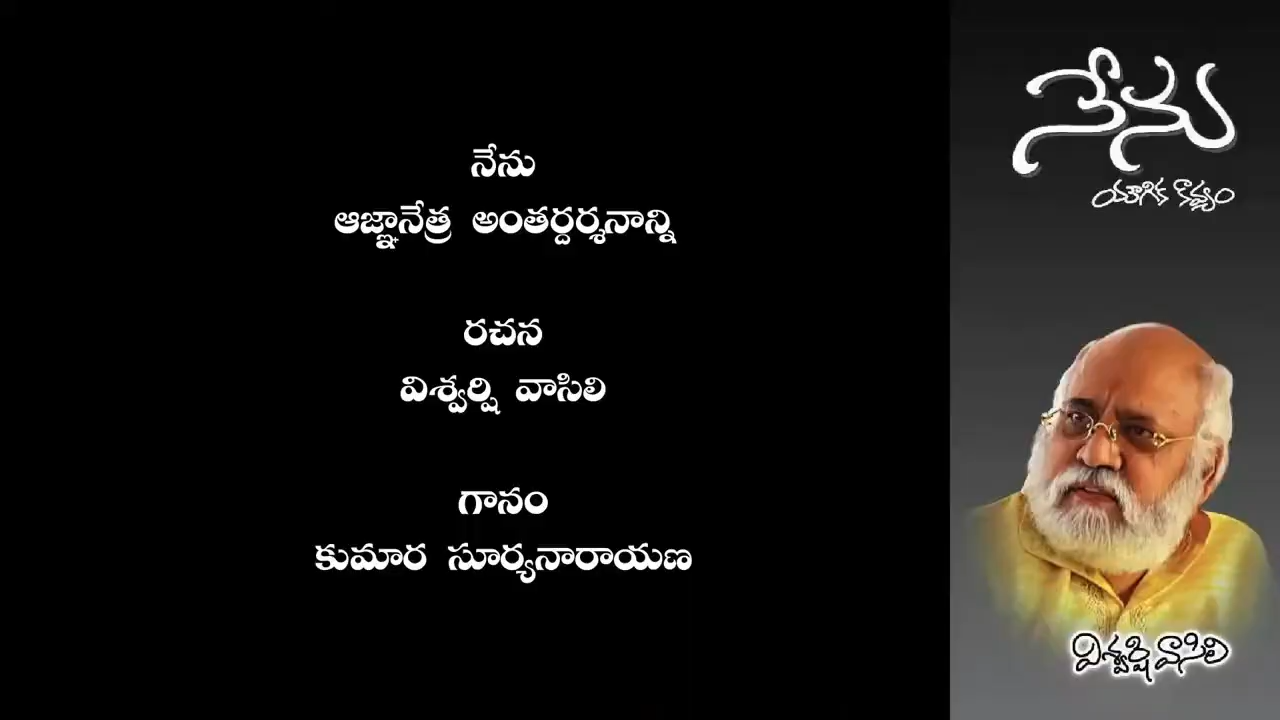 నేను
ఆజ్ఞానేత్ర అంతర్దర్శనాన్ని
రచన
విశ్వర్షి వాసిలి
గానం
కుమార సూర్యనారాయణ
నేను
యౌగిక కావ్యం
విశ్వర్షి వాసిలి